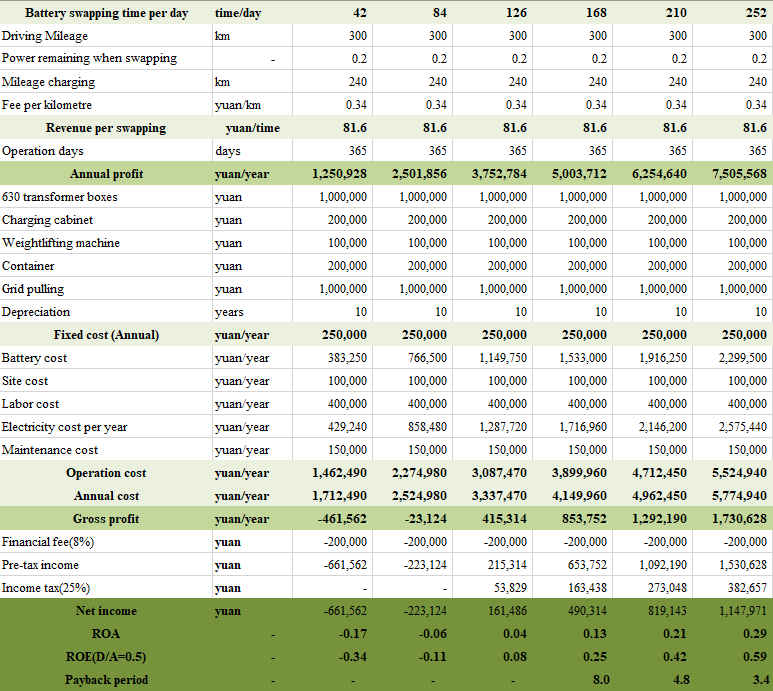 Battery swapping time per day time/day 42 84 126 168 210 252
Driving Mileage km 300 300 300 300 300 300
Power remaining when swapping - 0.2 0.2 0.2 0.2 0.2 0.2
Mileage charging km 240 240 240 240 240 240
Fee per kilometre yuan/km 0.34 0.34 0.34 0.34 0.34 0.34
Revenue per swapping yuan/time 81.6 81.6 81.6 81.6 81.6 81.6
Operation days days 365 365 365 365 365 365
Annual profit yuan/year 1,250,928 2,501,856 3,752,784 5,003,712 6,254,640 7,505,568
630 transformer boxes yuan 1,000,000 1,000,000 1,000,000 1,000,000 1,000,000 1,000,000
Charging cabinet yuan 200,000 200,000 200,000 200,000 200,000 200,000
Weightlifting machine yuan 100,000 100,000 100,000 100,000 100,000 100,000
Container yuan 200,000 200,000 200,000 200,000 200,000 200,000
Grid pulling yuan 1,000,000 1,000,000 1,000,000 1,000,000 1,000,000 1,000,000
Depreciation years 10 10 10 10 10 10
Fixed cost (Annual) yuan/year 250,000 250,000 250,000 250,000 250,000 250,000
Battery cost yuan/year 383,250 766,500 1,149,750 1,533,000 1,916,250 2,299,500
Site cost yuan/year 100,000 100,000 100,000 100,000 100,000 100,000
Labor cost yuan/year 400,000 400,000 400,000 400,000 400,000 400,000
Electricity cost per year yuan/year 429,240 858,480 1,287,720 1,716,960 2,146,200 2,575,440
Maintenance cost yuan/year 150,000 150,000 150,000 150,000 150,000 150,000
Operation cost yuan/year 1,462,490 2,274,980 3,087,470 3,899,960 4,712,450 5,524,940
Annual cost yuan/year 1,712,490 2,524,980 3,337,470 4,149,960 4,962,450 5,774,940
Gross profit yuan/year -461,562 -23,124 415,314 853,752 1,292,190 1,730,628
Financial fee(8%) yuan -200,000 -200,000 -200,000 -200,000 -200,000 -200,000
Pre-tax income yuan -661,562 -223,124 215,314 653,752 1,092,190 1,530,628
Income tax(25%) yuan - - 53,829 163,438 273,048 382,657
Net income yuan -661,562 -223,124 161,486 490,314 819,143 1,147,971
ROA - -0.17 -0.06 0.04 0.13 0.21 0.29
ROE(D/A=0.5) - -0.34 -0.11 0.08 0.25 0.42 0.59
Payback period - - - - 8.0 4.8 3.4